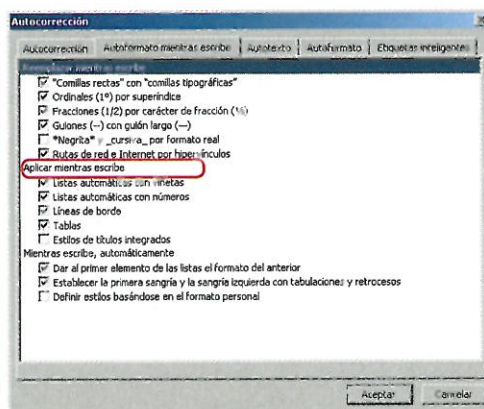 Autocorrección
Autocorrección Autoformato mientras escribe Autotexto Autoformato Etiquetas inteligentes
Reemplazar mientras escribe
"Comillas rectas" con "comillas tipográficas"
Ordinales (1º) por superíndice
Fracciones (1/2) por carácter de fracción (½)
Guiones (--) con guión largo (—)
*Negrita* y _cursiva_ por formato real
Rutas de red e Internet por hipervínculos
Aplicar mientras escribe
Listas automáticas con viñetas
Listas automáticas con números
Líneas de borde
Tablas
Estilos de títulos integrados
Mientras escribe, automáticamente
Dar al primer elemento de las listas el formato del anterior
Establecer la primera sangría y la sangría izquierda con tabulaciones y retrocesos
Definir estilos basándose en el formato personal
Aceptar Cancelar